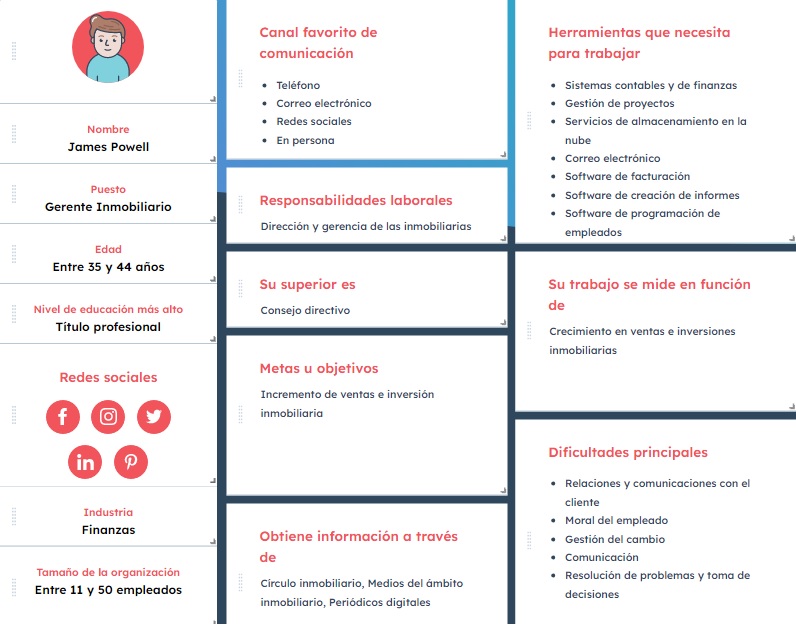 Nombre
James Powell
Puesto
Gerente Inmobiliario
Edad
Entre 35 y 44 años
Nivel de educación más alto
Título profesional
Redes sociales
Industria
Finanzas
Tamaño de la organización
Entre 11 y 50 empleados
Canal favorito de
comunicación
• Teléfono
• Correo electrónico
• Redes sociales
• En persona
Responsabilidades laborales
Dirección y gerencia de las inmobiliarias
Su superior es
Consejo directivo
Metas u objetivos
Incremento de ventas e inversión
inmobiliaria
Obtiene información a través
de
Círculo inmobiliario, Medios del ámbito
inmobiliario, Periódicos digitales
Herramientas que necesita
para trabajar
• Sistemas contables y de finanzas
• Gestión de proyectos
• Servicios de almacenamiento en la
nube
• Correo electrónico
• Software de facturación
• Software de creación de informes
• Software de programación de
empleados
Su trabajo se mide en función
de
Crecimiento en ventas e inversiones
inmobiliarias
Dificultades principales
• Relaciones y comunicaciones con el
cliente
• Moral del empleado
• Gestión del cambio
• Comunicación
• Resolución de problemas y toma de
decisiones